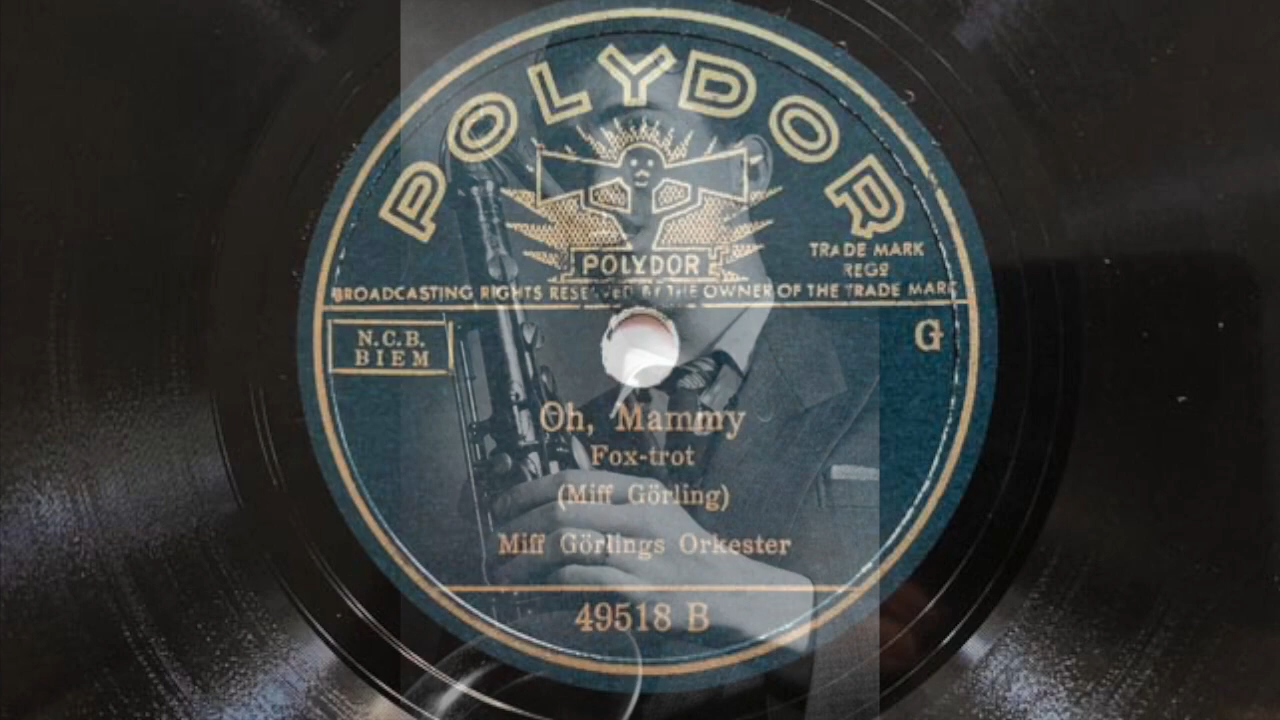 POLYDOR
POLYDOR
TRADE MARK
REGD
BROADCASTING RIGHTS RESERVED BY THE OWNER OF THE TRADE MARK
N.C.B.
BIEM
G
Oh, Mammy
Fox-trot
(Miff Görling)
Miff Görlings Orkester
49518 B